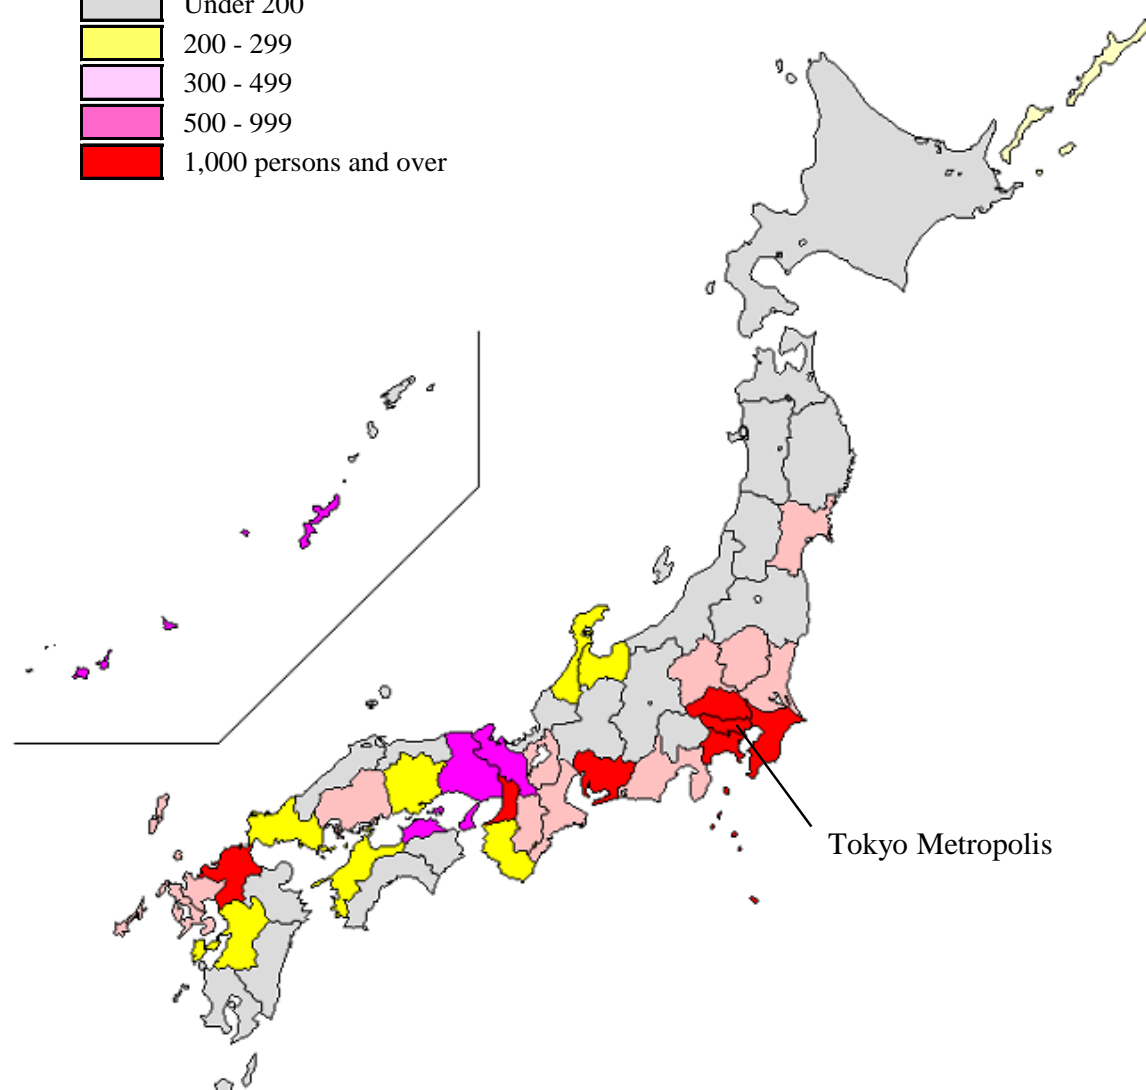 Under 200
200 - 299
300 - 499
500 - 999
1,000 persons and over
Tokyo Metropolis